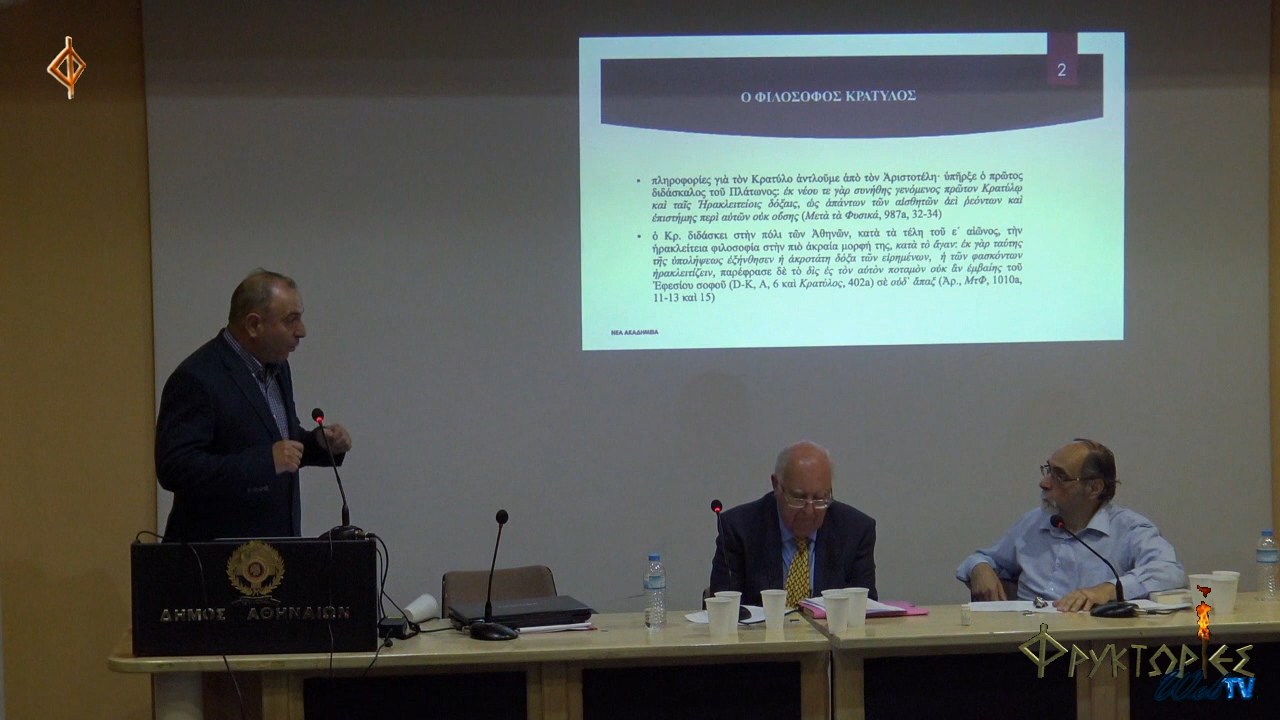 2
Ο ΦΙΛΟΣΟΦΟΣ ΚΡΑΤΥΛΟΣ
• πληροφορίες γιὰ τὸν Κρατύλο ἀντλοῦμε ἀπὸ τὸν Ἀριστοτέλη· ὑπῆρξε ὁ πρῶτος
διδάσκαλος τοῦ Πλάτωνος: ἐκ νέου τε γὰρ συνήθης γενόμενος πρῶτον Κρατύλῳ
καὶ ταῖς Ἡρακλειτείοις δόξαις, ὡς ἁπάντων τῶν αἰσθητῶν ἀεὶ ῥεόντων καὶ
ἐπιστήμης περὶ αὐτῶν οὐκ οὔσης (Μετὰ τὰ Φυσικά, 987a, 32-34)
• ὁ Κρ. διδάσκει στὴν πόλι τῶν Ἀθηνῶν, κατὰ τὰ τέλη τοῦ ε΄ αἰῶνος, τὴν
ἡρακλείτεια φιλοσοφία στὴν πιὸ ἀκραία μορφή της, κατὰ τὸ ἄγαν: ἐκ γὰρ ταύτης
τῆς ὑπολήψεως ἐξήνθησεν ἡ ἀκροτάτη δόξα τῶν εἰρημένων, ἡ τῶν φασκόντων
ἡρακλειτίζειν, παρέφρασε δὲ τὸ δὶς ἐς τὸν αὐτὸν ποταμὸν οὐκ ἂν ἐμβαίης τοῦ
Ἐφεσίου σοφοῦ (D-K, A, 6 καὶ Κρατύλος, 402a) σὲ οὐδ᾽ ἅπαξ (Ἀρ., ΜτΦ, 1010a,
11-13 καὶ 15)
ΝΕΑ ΑΚΑΔΗΜΕΙΑ
ΔΗΜΟΣ ΑΘΗΝΑΙΩΝ
ΦΡΥΚΤΩΡΙΕΣ
Web TV